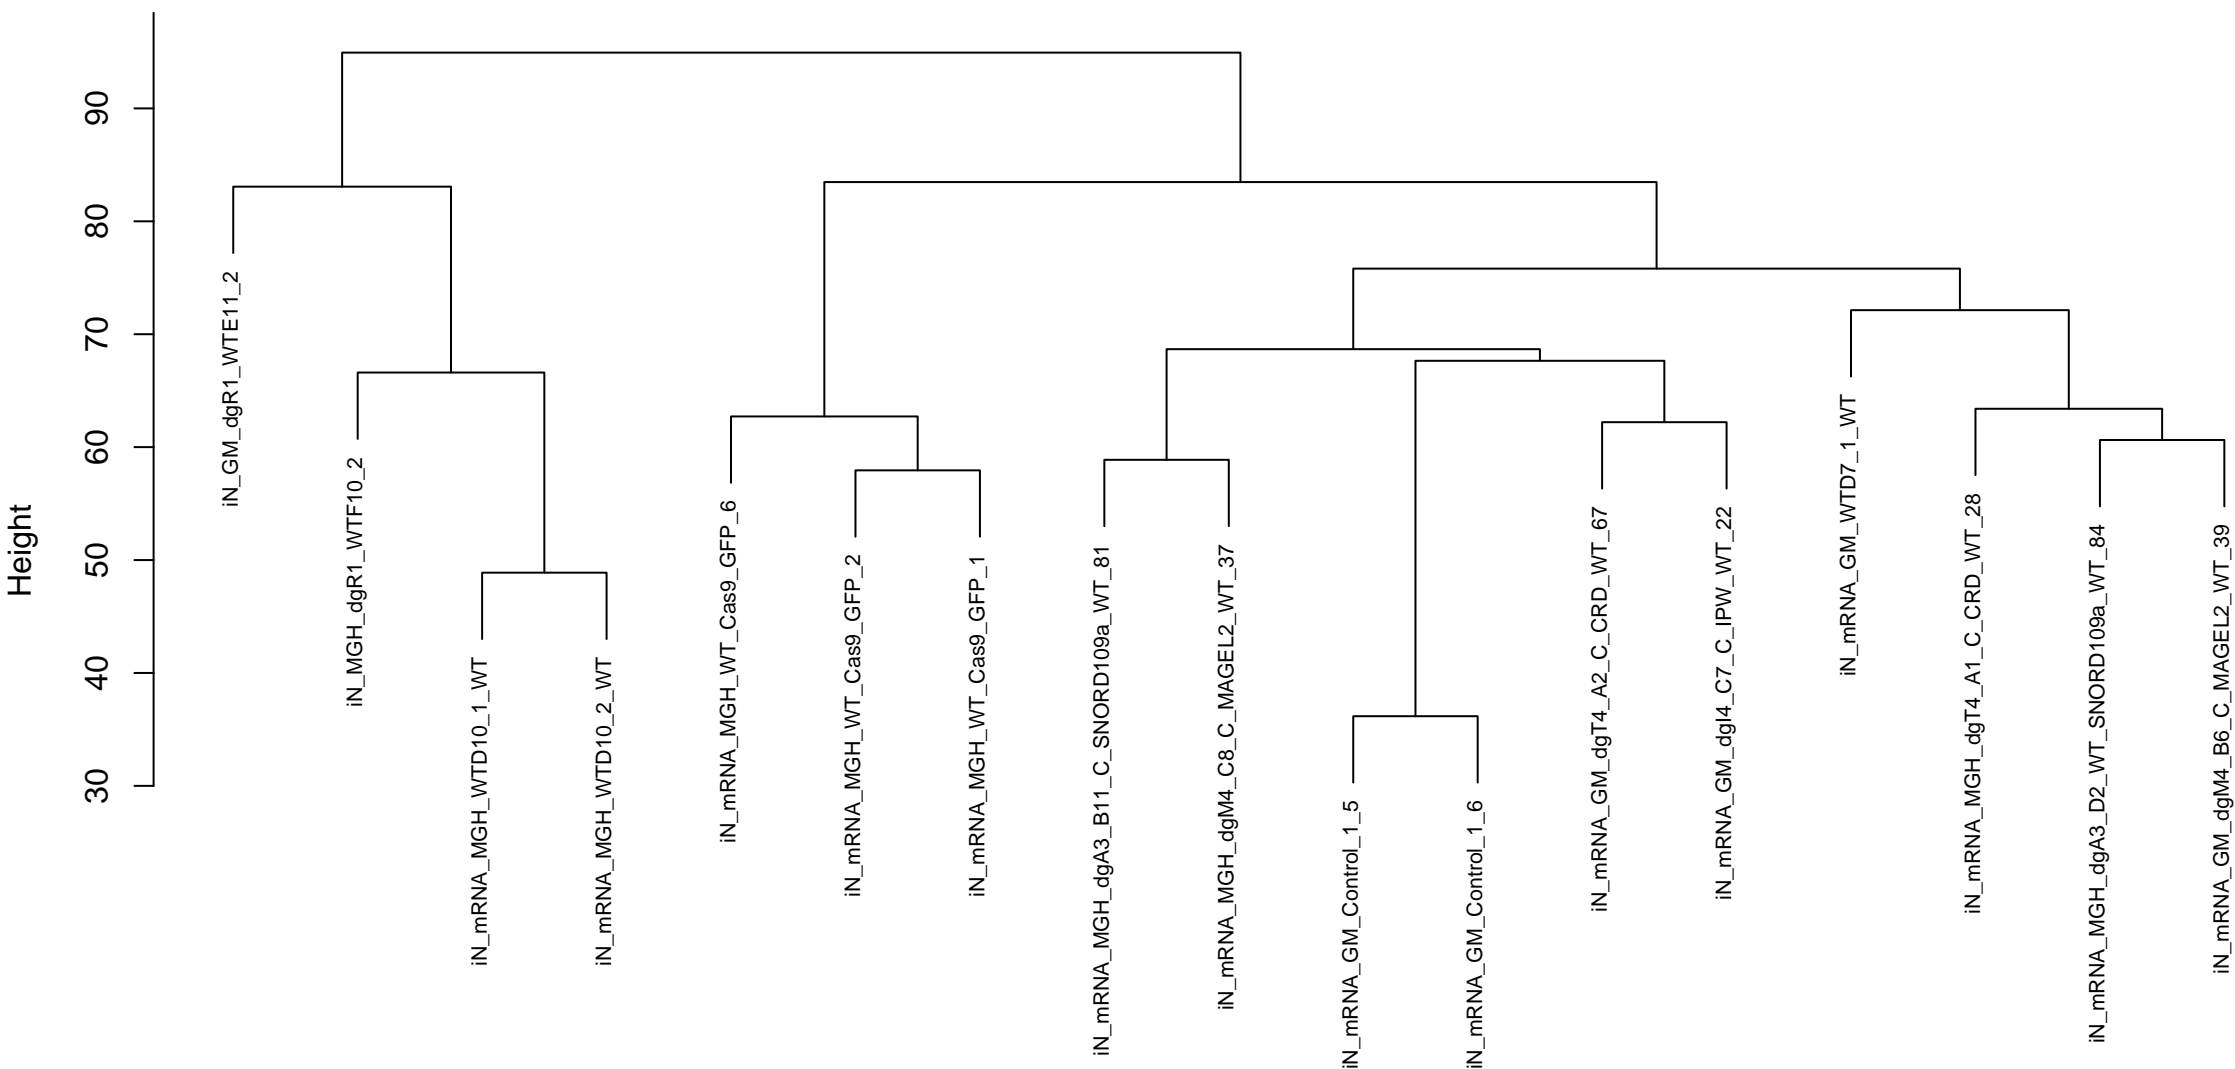 Height
90
80
70
60
50
40
30
iN_GM_dgR1_WTE11_2
iN_MGH_dgR1_WTF10_2
iN_mRNA_MGH_WTD10_1_WT
iN_mRNA_MGH_WTD10_2_WT
iN_mRNA_MGH_WT_Cas9_GFP_6
iN_mRNA_MGH_WT_Cas9_GFP_2
iN_mRNA_MGH_WT_Cas9_GFP_1
iN_mRNA_MGH_dgA3_B11_C_SNORD109a_WT_81
iN_mRNA_MGH_dgM4_C8_C_MAGEL2_WT_37
iN_mRNA_GM_Control_1_5
iN_mRNA_GM_Control_1_6
iN_mRNA_GM_dgT4_A2_C_CRD_WT_67
iN_mRNA_GM_dgI4_C7_C_IPW_WT_22
iN_mRNA_GM_WTD7_1_WT
iN_mRNA_MGH_dgT4_A1_C_CRD_WT_28
iN_mRNA_MGH_dgA3_D2_WT_SNORD109a_WT_84
iN_mRNA_GM_dgM4_B6_C_MAGEL2_WT_39